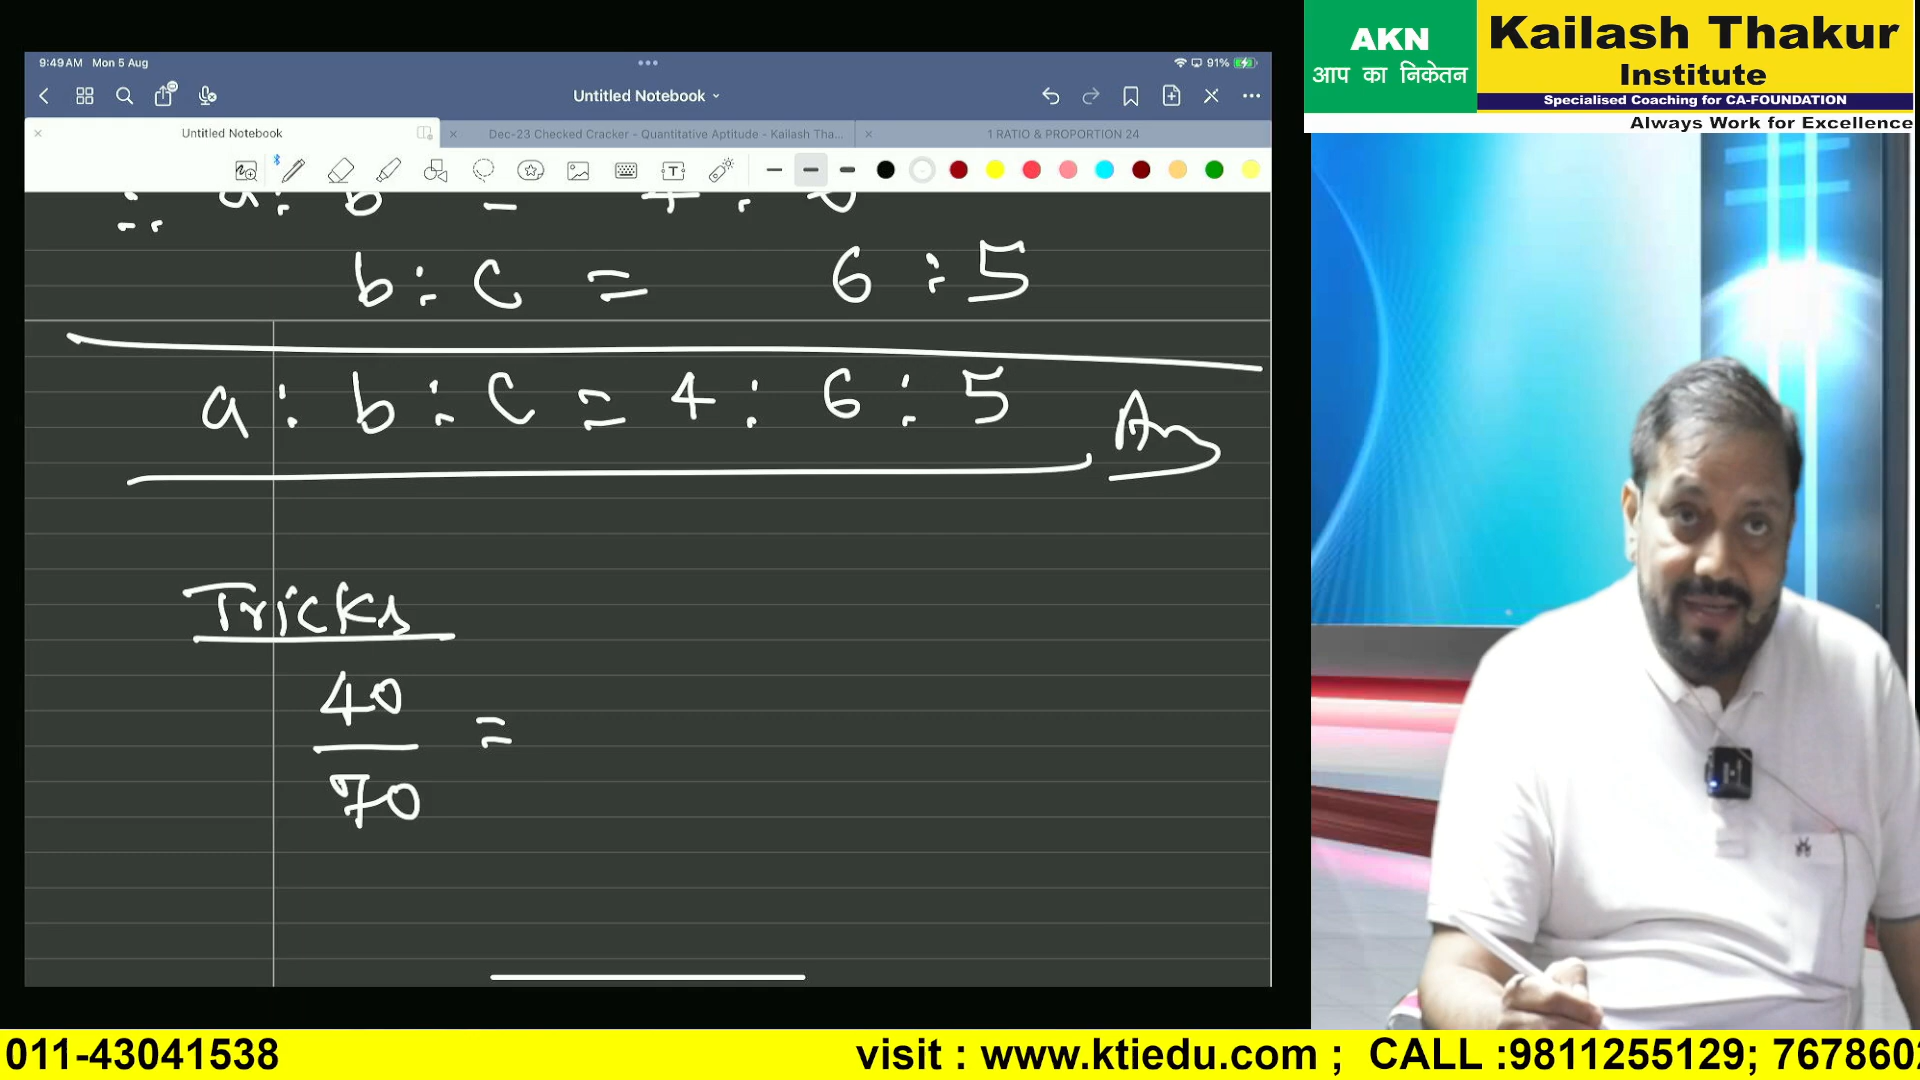 9:49 AM Mon 5 Aug
91%
Untitled Notebook
Untitled Notebook
Dec-23 Checked Cracker - Quantitative Aptitude - Kailash Tha...
1 RATIO & PROPORTION 24
b : c = 6 : 5
a : b : c = 4 : 6 : 5 Ans
Tricks
40
=
70
AKN
आप का निकेतन
Kailash Thakur
Institute
Specialised Coaching for CA-FOUNDATION
Always Work for Excellence
011-43041538
visit : www.ktiedu.com ; CALL :9811255129;